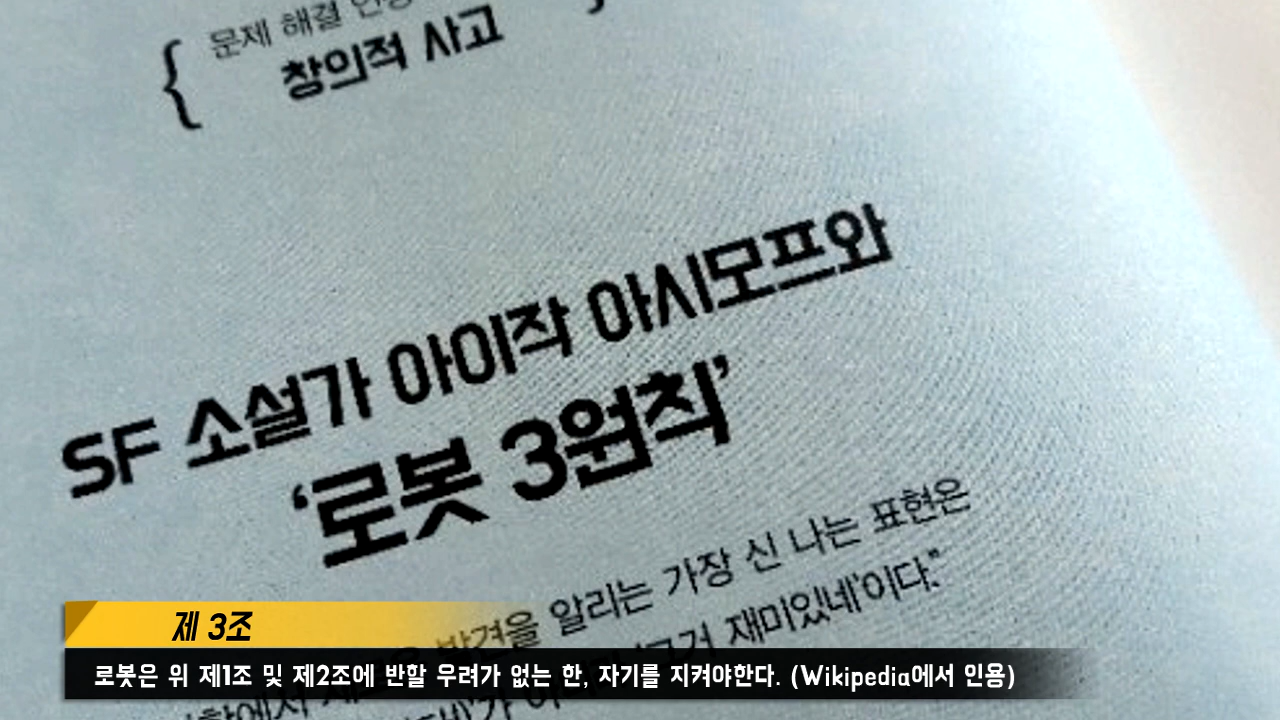 문제 해결
창의적 사고
SF 소설가 아이작 아시모프와
‘로봇 3원칙’
알리는 가장 신 나는 표현은
재미있네’이다.”
제 3조
로봇은 위 제1조 및 제2조에 반할 우려가 없는 한, 자기를 지켜야한다. (Wikipedia에서 인용)